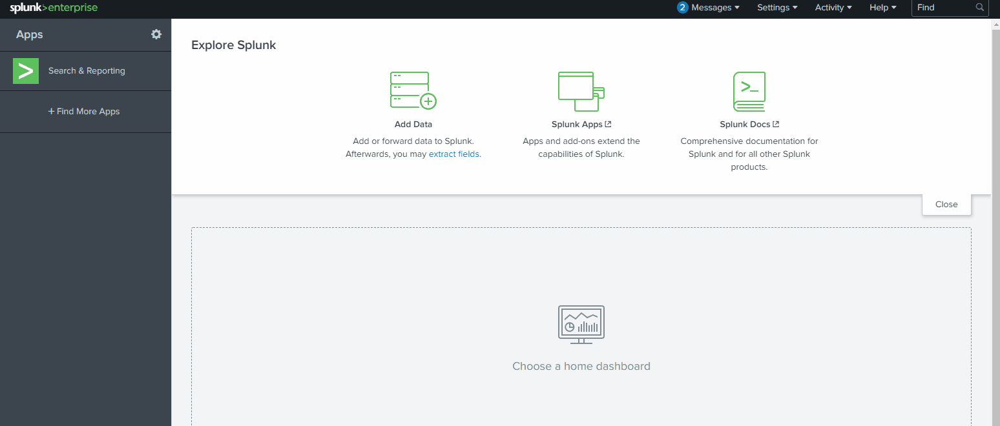 splunk>enterprise
2 Messages Settings Activity Help Find
Apps
Search & Reporting
+ Find More Apps
Explore Splunk
Add Data
Add or forward data to Splunk.
Afterwards, you may extract fields.
Splunk Apps
Apps and add-ons extend the
capabilities of Splunk.
>_
Splunk Docs
Comprehensive documentation for
Splunk and for all other Splunk
products.
Close
Choose a home dashboard